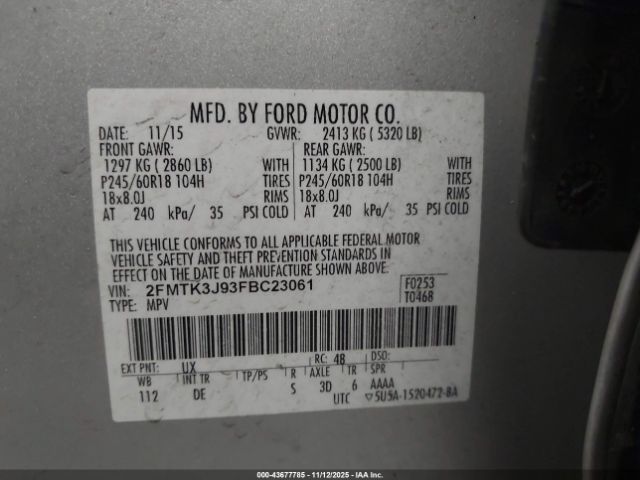 MFD. BY FORD MOTOR CO.
DATE: 11/15 GVWR: 2413 KG ( 5320 LB)
FRONT GAWR: REAR GAWR:
1297 KG ( 2860 LB) WITH 1134 KG ( 2500 LB) WITH
P245/60R18 104H TIRES P245/60R18 104H TIRES
18x8.0J RIMS 18x8.0J RIMS
AT 240 kPa/ 35 PSI COLD AT 240 kPa/ 35 PSI COLD
THIS VEHICLE CONFORMS TO ALL APPLICABLE FEDERAL MOTOR
VEHICLE SAFETY AND THEFT PREVENTION STANDARDS IN
EFFECT ON THE DATE OF MANUFACTURE SHOWN ABOVE.
VIN: 2FMTK3J93FBC23061 F0253
TYPE: MPV T0468
EXT PNT: UX RC: 48 DSO:
WB INT TR TP/PS R AXLE TR SPR
112 DE S 3D 6 AAAA
UTC ▽5U5A-1520472-BA
000-43677785 - 11/12/2025 - IAAI.com